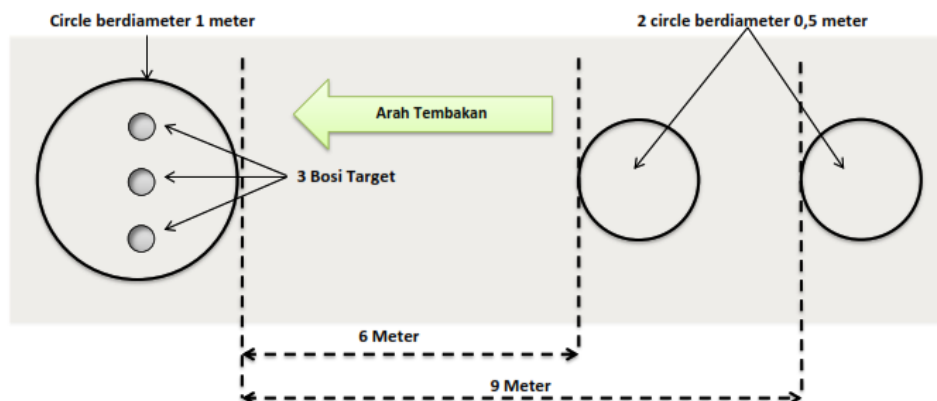 Circle berdiameter 1 meter
2 circle berdiameter 0,5 meter
Arah Tembakan
3 Bosi Target
6 Meter
9 Meter